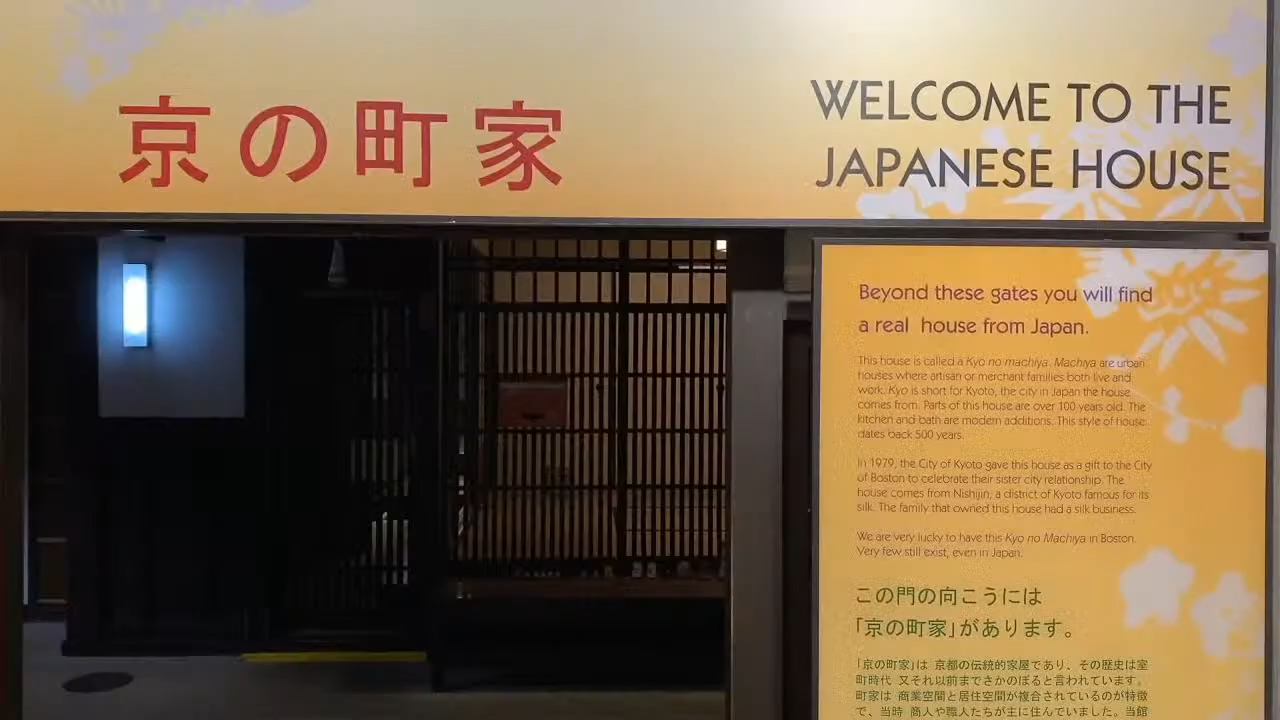 京の町家
WELCOME TO THE
JAPANESE HOUSE
Beyond these gates you will find
a real house from Japan.
This house is called a Kyo no machiya. Machiya are urban
houses where artisan or merchant families both live and
work. Kyo is short for Kyoto, the city in Japan the house
comes from. Parts of this house are over 100 years old. The
kitchen and bath are modern additions. This style of house
dates back 500 years.
In 1979, the City of Kyoto gave this house as a gift to the City
of Boston to celebrate their sister city relationship. The
house comes from Nishijin, a district of Kyoto famous for its
silk. The family that owned this house had a silk business.
We are very lucky to have this Kyo no Machiya in Boston.
Very few still exist, even in Japan.
この門の向こうには
「京の町家」があります。
「京の町家」は 京都の伝統的家屋であり、その歴史は室
町時代 又それ以前までさかのぼると言われています。
町家は 商業空間と居住空間が複合されているのが特徴
で、当時 商人や職人たちが主に住んでいました。当館